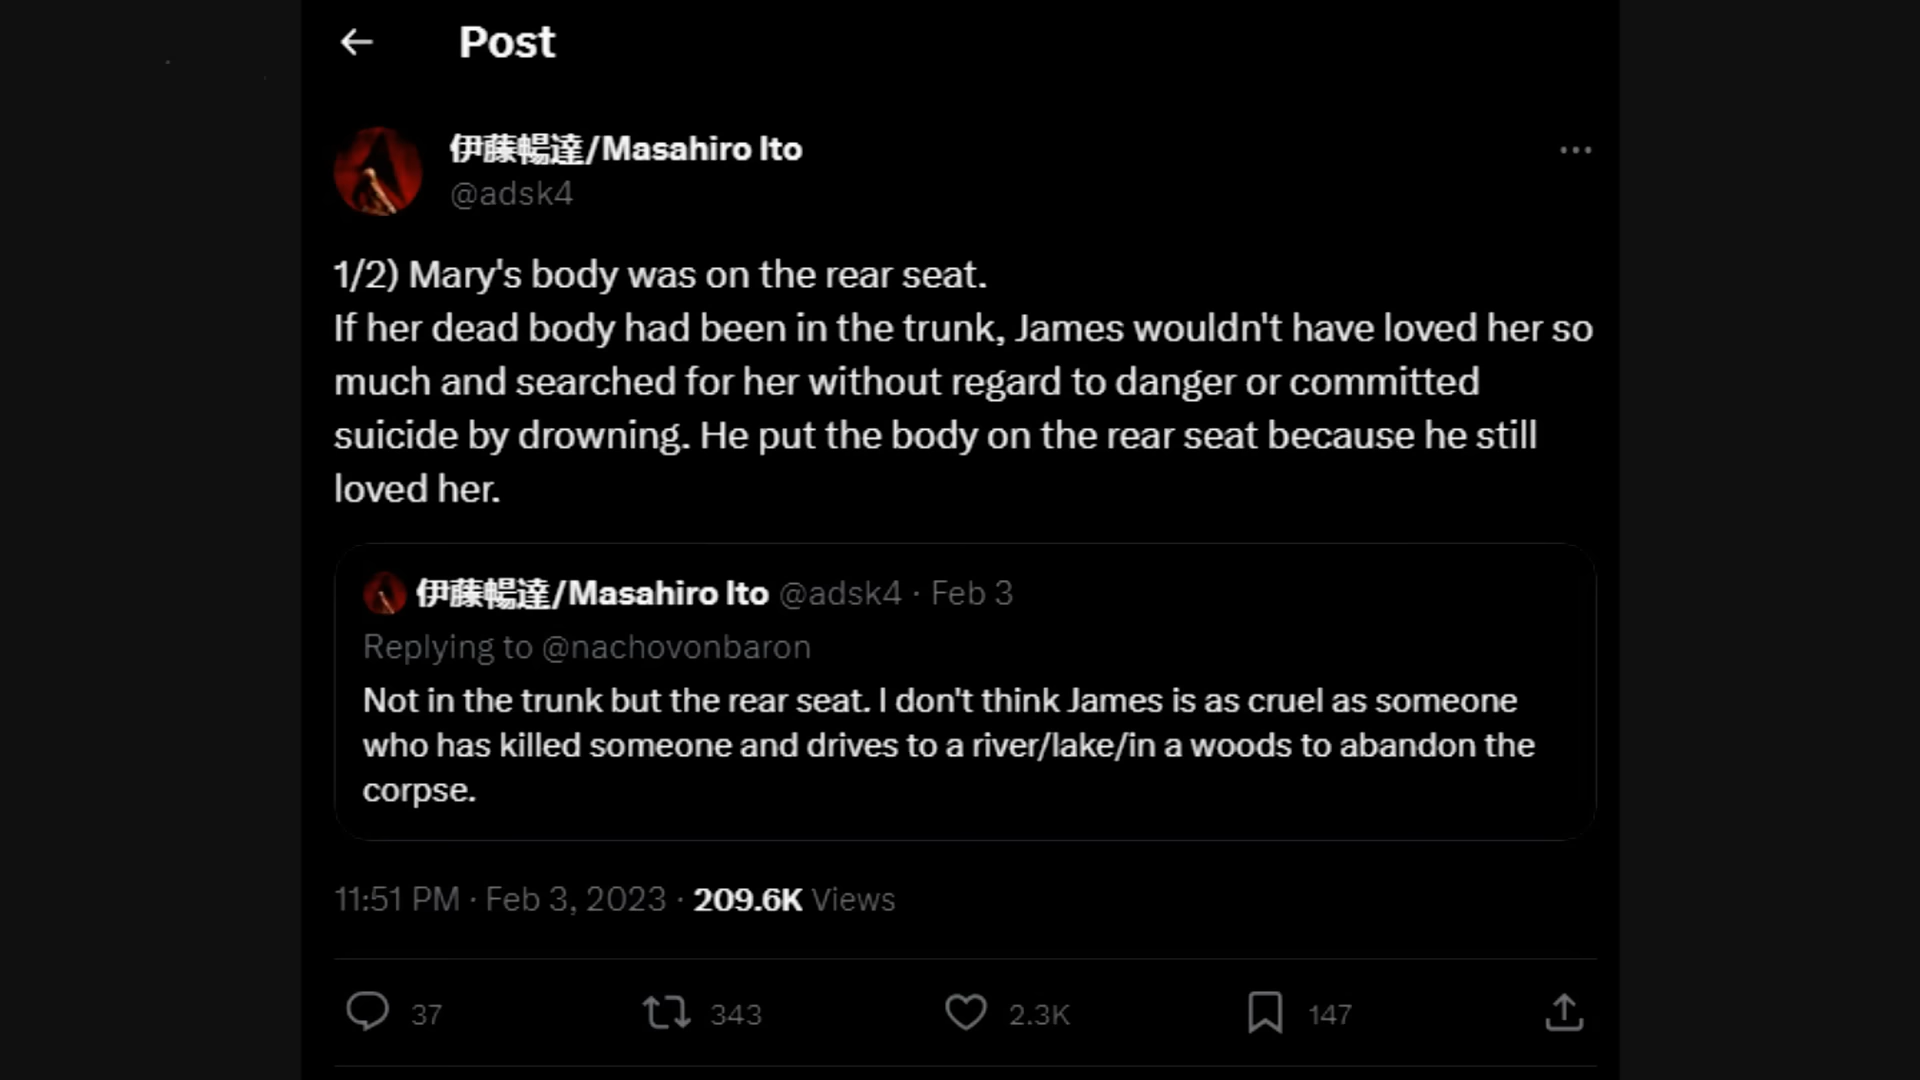 Post
伊藤暢達/Masahiro Ito
@adsk4
1/2) Mary's body was on the rear seat.
If her dead body had been in the trunk, James wouldn't have loved her so
much and searched for her without regard to danger or committed
suicide by drowning. He put the body on the rear seat because he still
loved her.
伊藤暢達/Masahiro Ito @adsk4 · Feb 3
Replying to @nachovonbaron
Not in the trunk but the rear seat. I don't think James is as cruel as someone
who has killed someone and drives to a river/lake/in a woods to abandon the
corpse.
11:51 PM · Feb 3, 2023 · 209.6K Views
37 343 2.3K 147